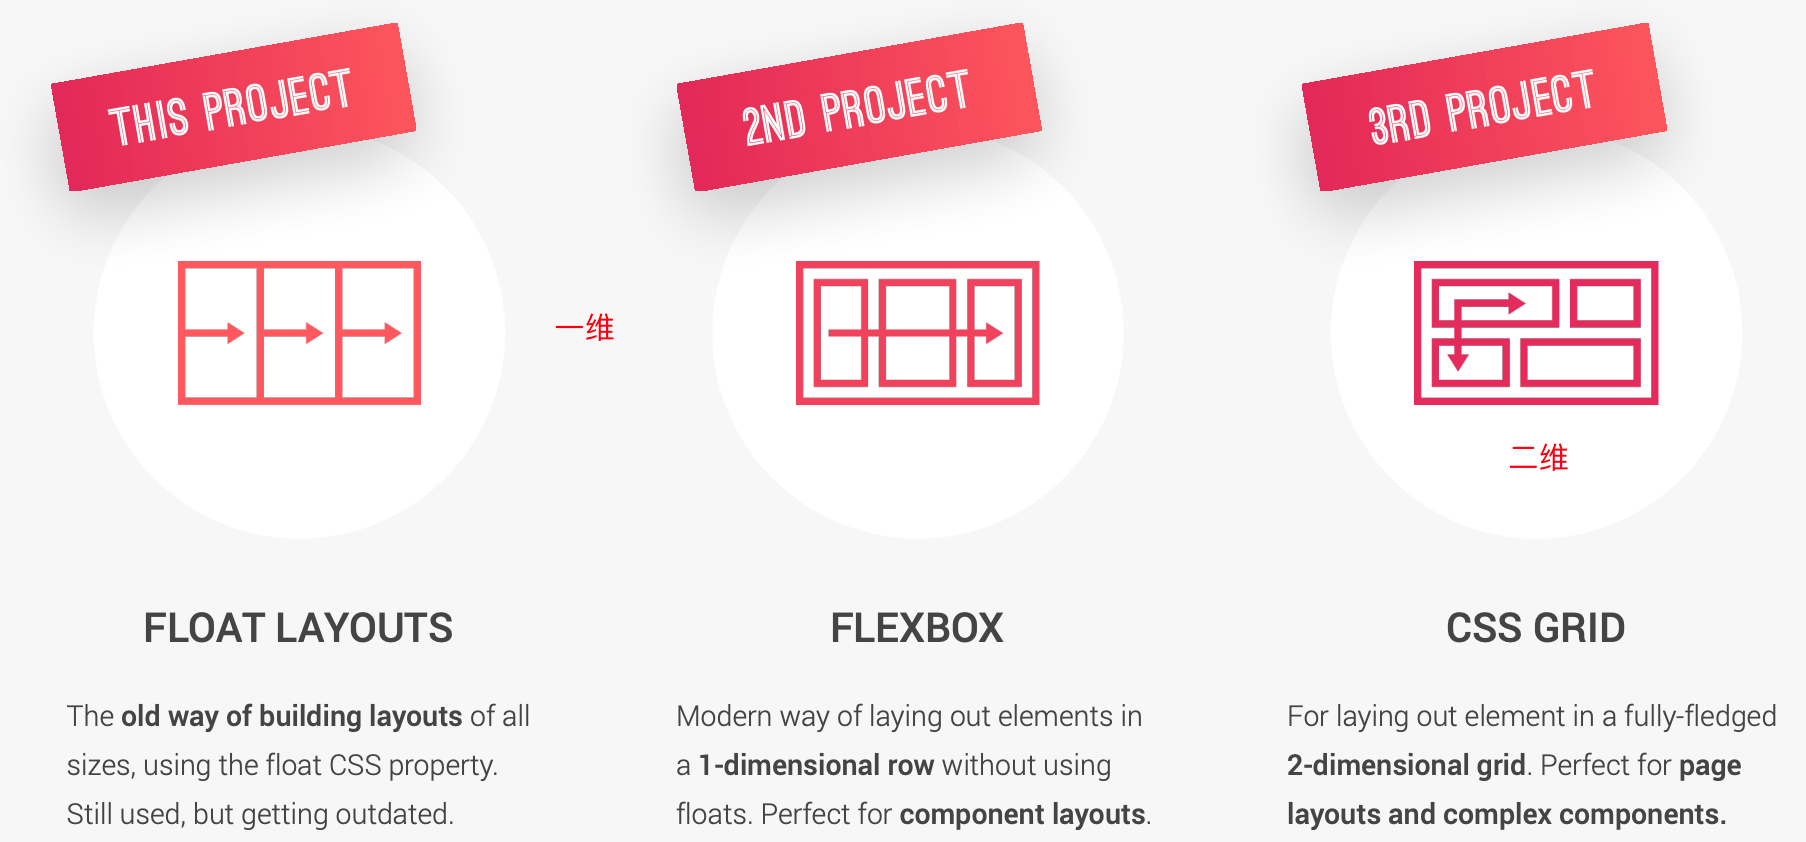 THIS PROJECT
2ND PROJECT
3RD PROJECT
一维
二维
FLOAT LAYOUTS
The old way of building layouts of all
sizes, using the float CSS property.
Still used, but getting outdated.
FLEXBOX
Modern way of laying out elements in
a 1-dimensional row without using
floats. Perfect for component layouts.
CSS GRID
For laying out element in a fully-fledged
2-dimensional grid. Perfect for page
layouts and complex components.